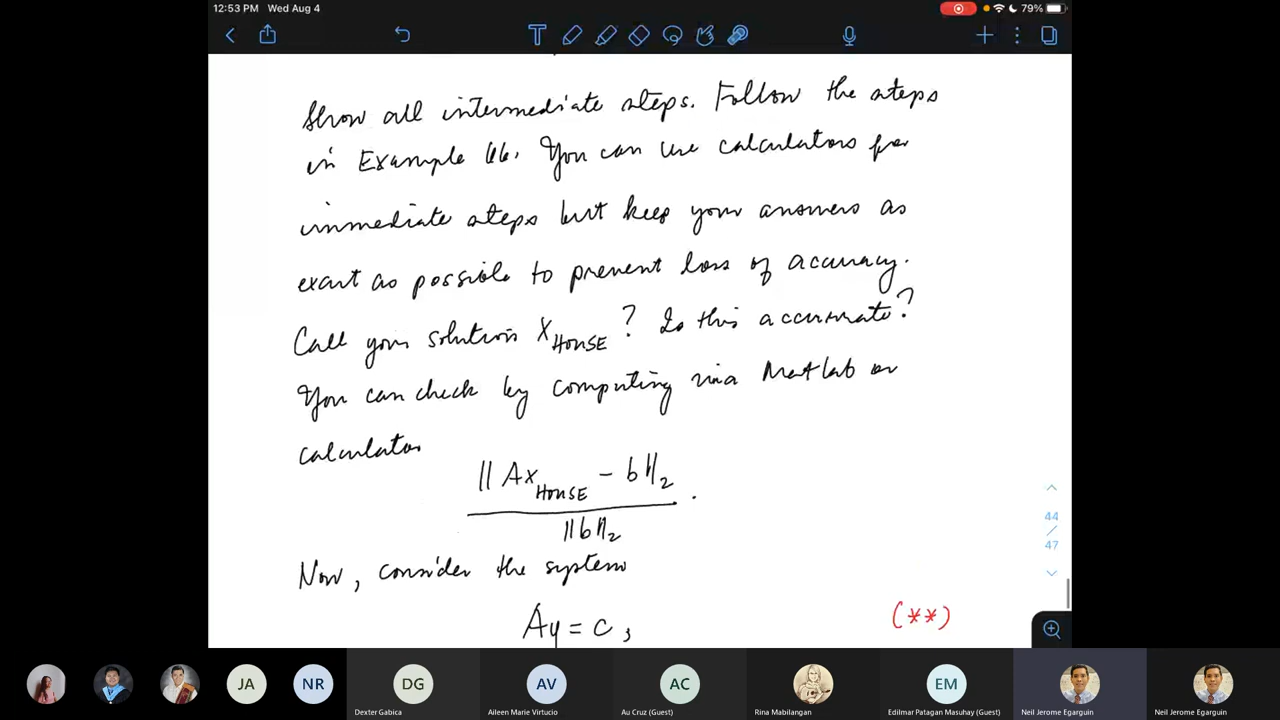 12:53 PM Wed Aug 4
79%
T
Show all intermediate steps. Follow the steps
in Example 66. You can use calculators for
immediate steps but keep your answers as
exact as possible to prevent loss of accuracy.
Call your solution X_HOUSE ? Is this accurate?
You can check by computing via Matlab or
calculator
|| Ax_HOUSE - b ||_2
|| b ||_2 .
Now, consider the system
Ay = c ,
(**)
44
/
47
JA NR DG AV AC EM
Dexter Gabica Aileen Marie Virtucio Au Cruz (Guest) Rina Mabilangan Edilmar Patagan Masuhay (Guest) Neil Jerome Egarguin Neil Jerome Egarguin